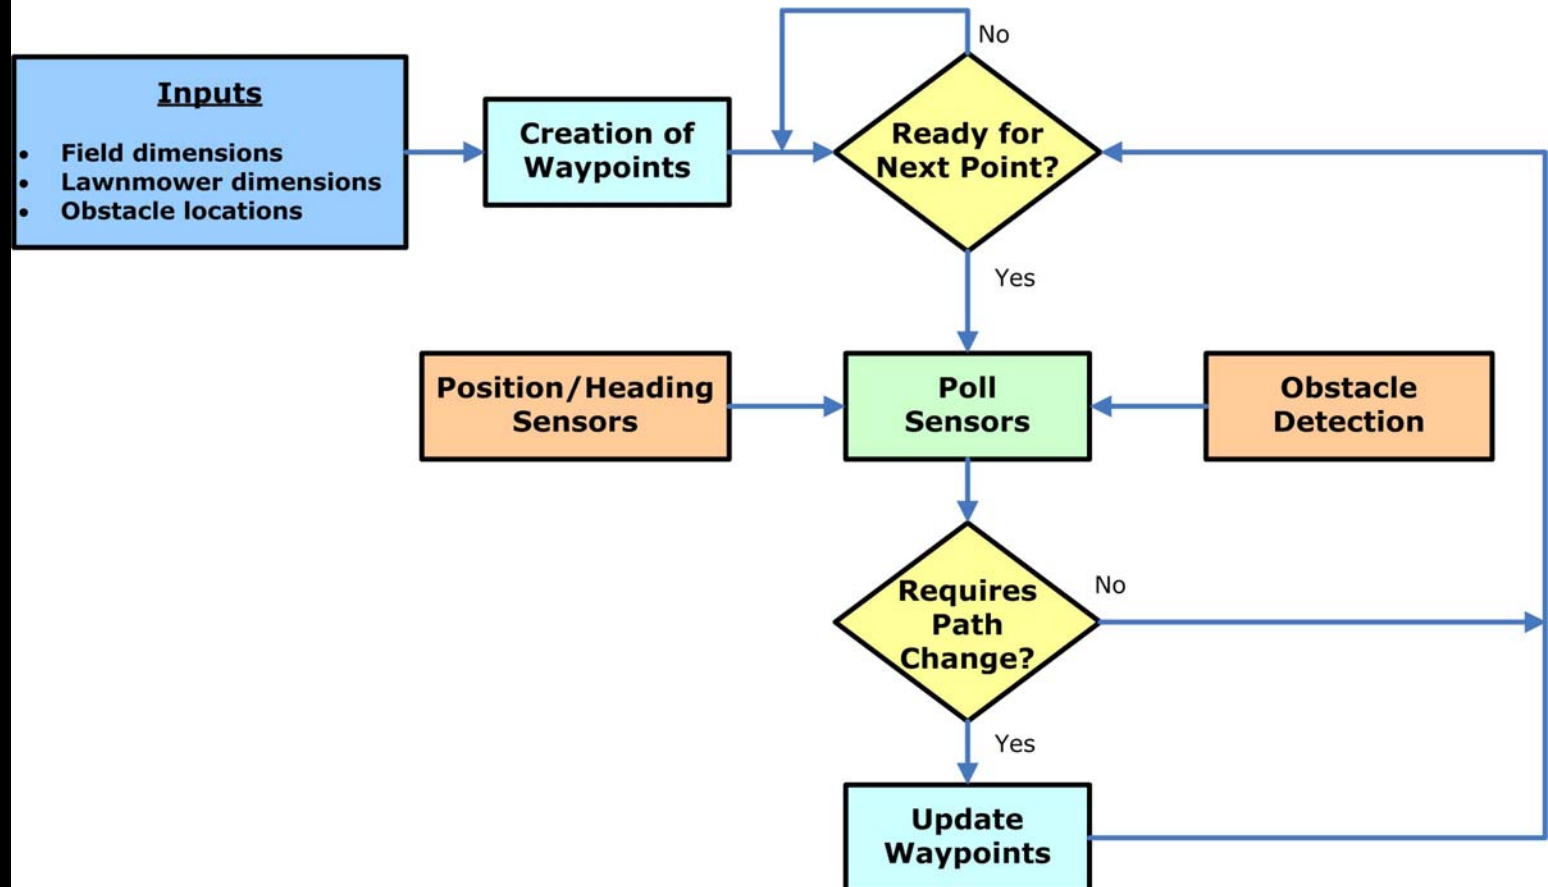 Inputs
• Field dimensions
• Lawnmower dimensions
• Obstacle locations
Creation of
Waypoints
No
Ready for
Next Point?
Yes
Position/Heading
Sensors
Poll
Sensors
Obstacle
Detection
Requires
Path
Change?
No
Yes
Update
Waypoints